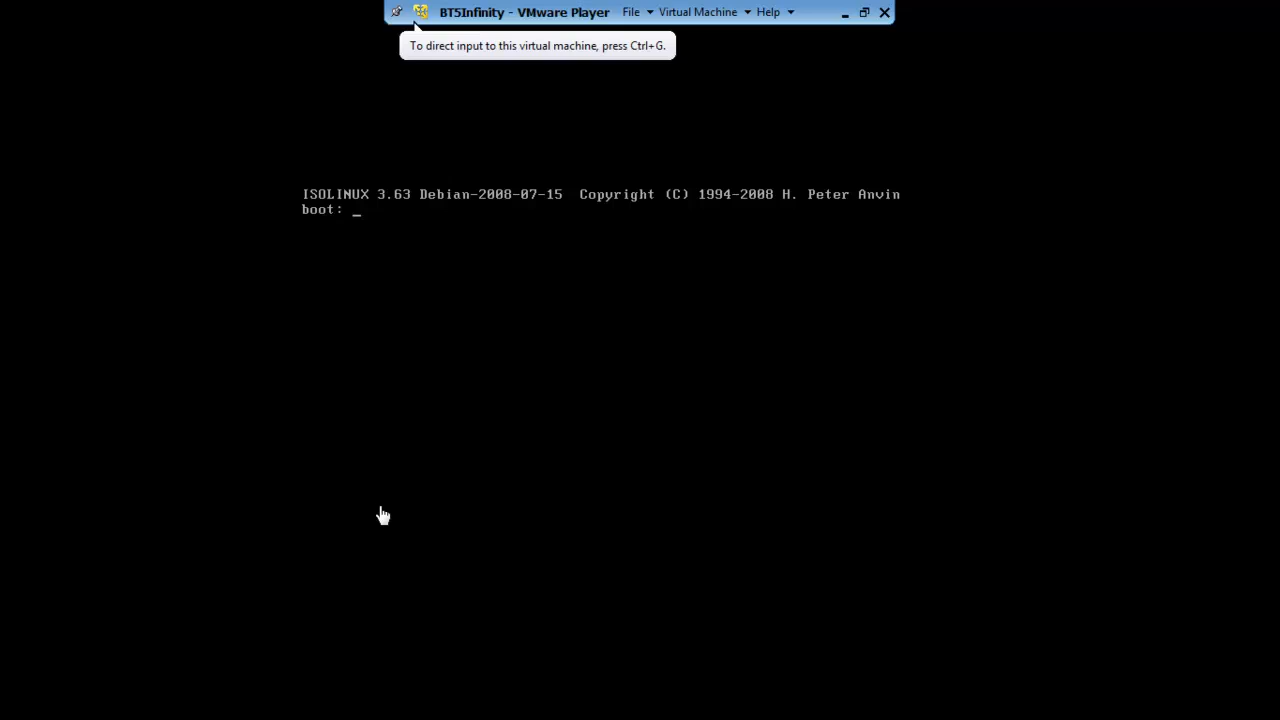 BT5Infinity - VMware Player File Virtual Machine Help
To direct input to this virtual machine, press Ctrl+G.
ISOLINUX 3.63 Debian-2008-07-15 Copyright (C) 1994-2008 H. Peter Anvin
boot: _